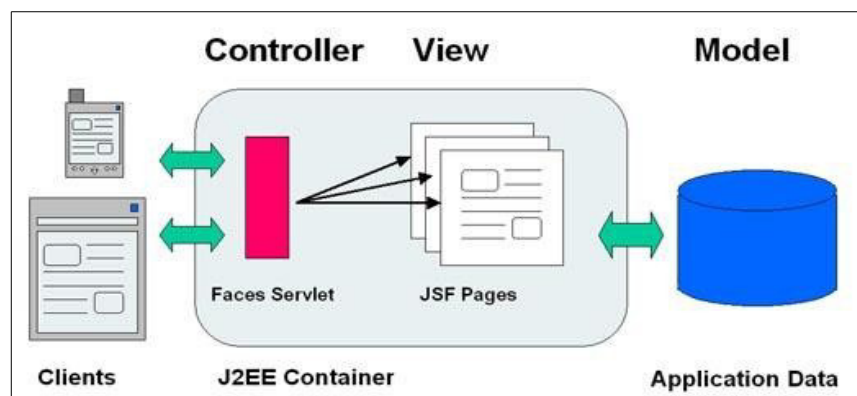 Controller View Model
Faces Servlet JSF Pages
Clients J2EE Container Application Data